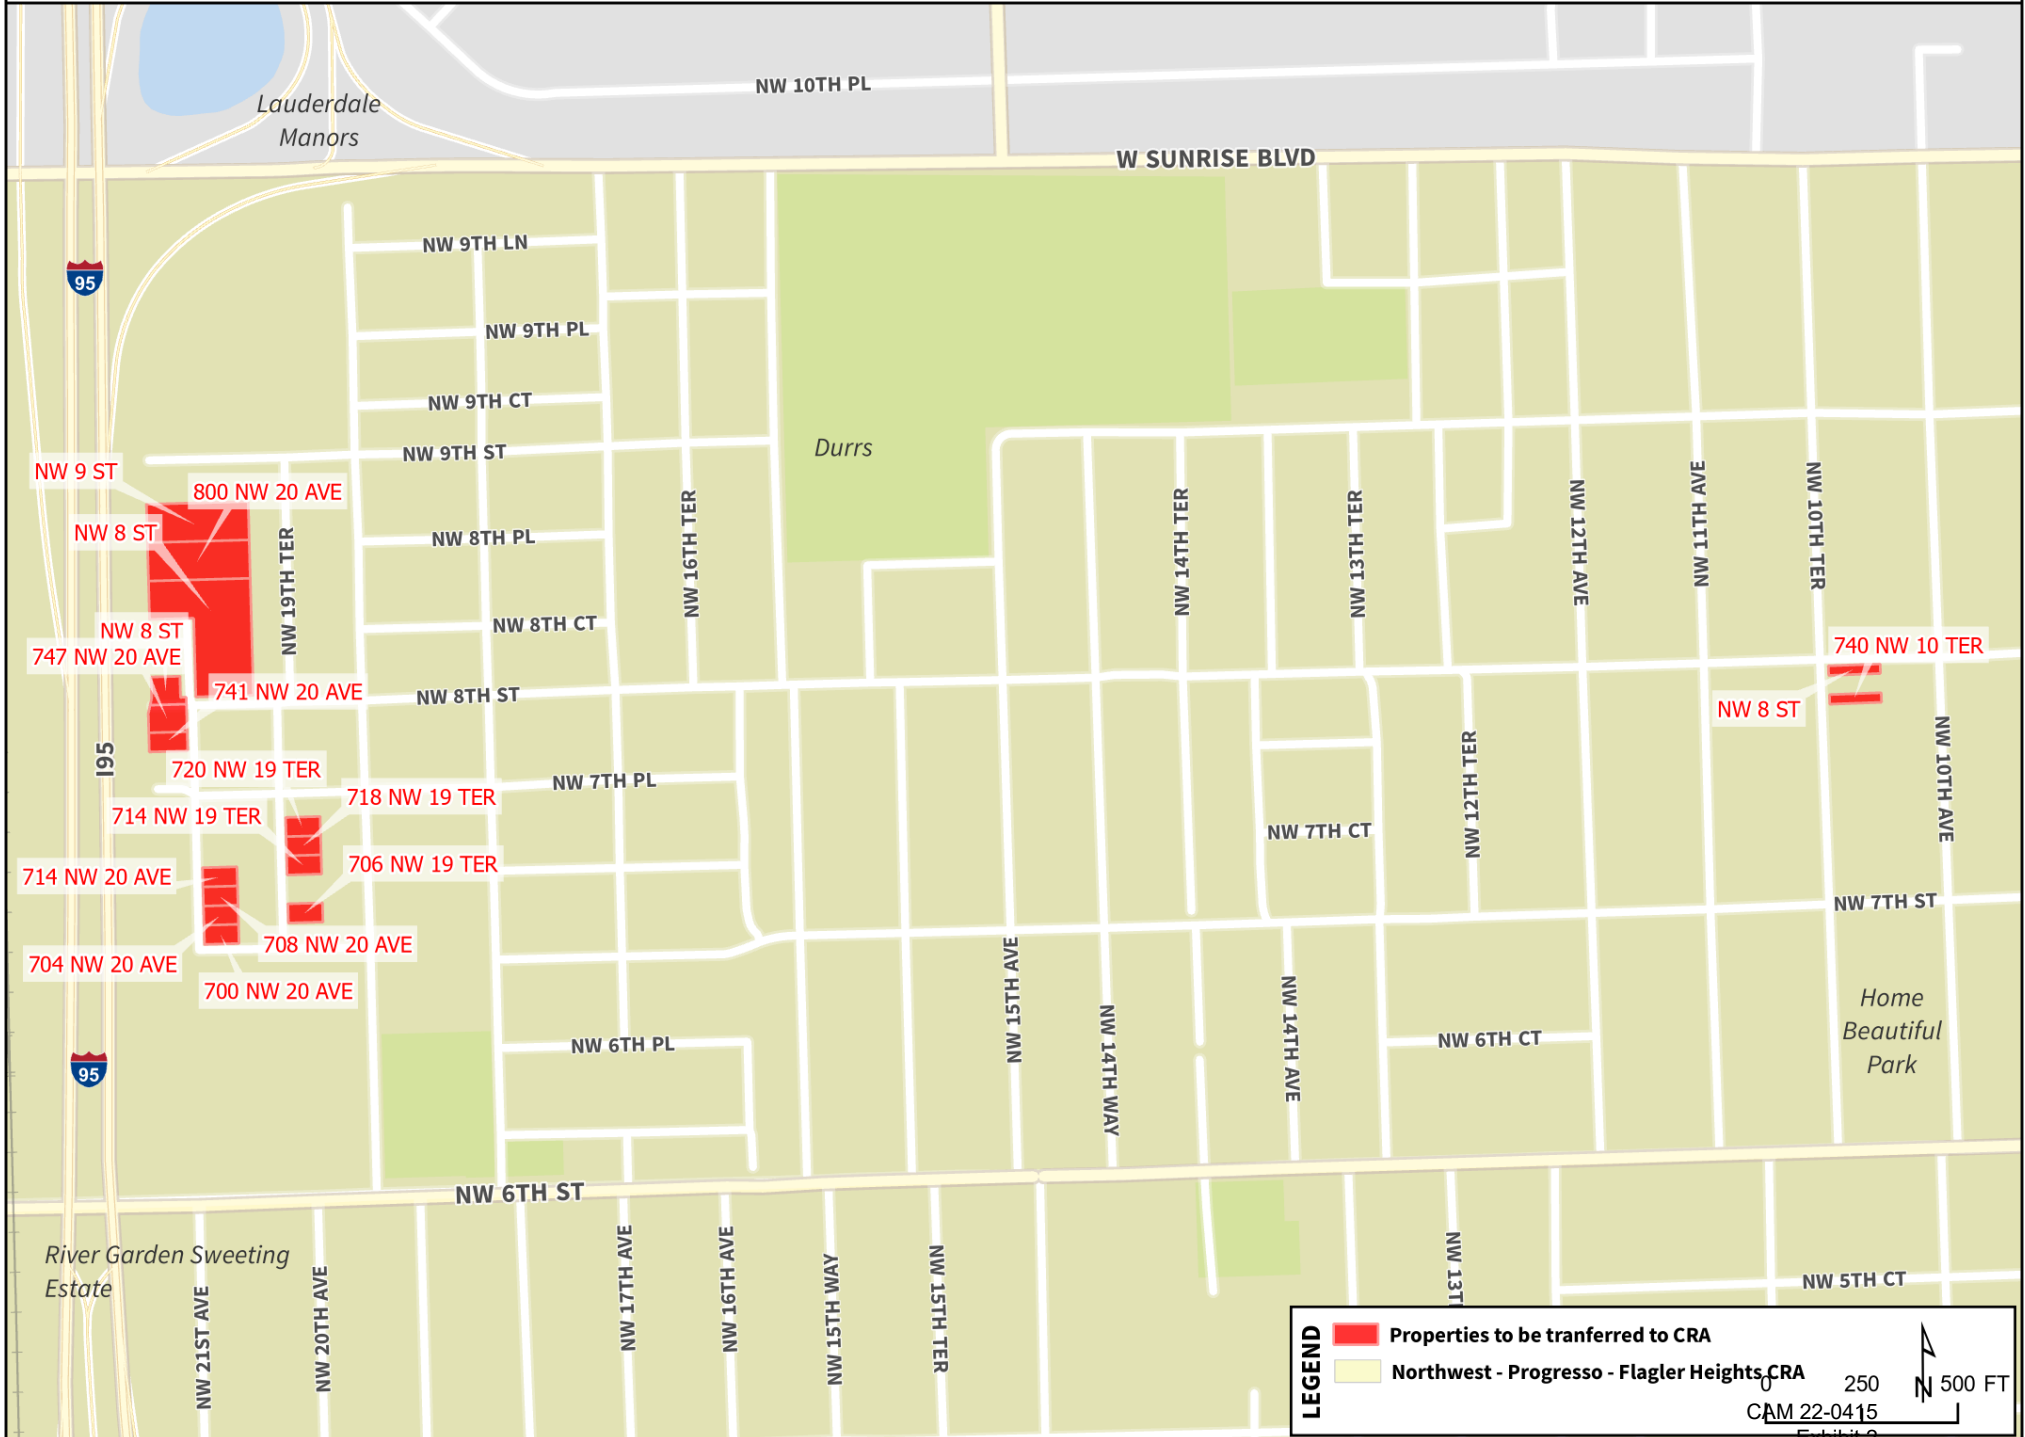 NW 10TH PL
Lauderdale
Manors
W SUNRISE BLVD
NW 9TH LN
95
NW 9TH PL
NW 9TH CT
Durrs
NW 9TH ST
NW 9 ST
800 NW 20 AVE
NW 8 ST
NW 19TH TER
NW 8TH PL
NW 16TH TER
NW 14TH TER
NW 13TH TER
NW 12TH AVE
NW 11TH AVE
NW 10TH TER
NW 8TH CT
NW 8 ST
747 NW 20 AVE
741 NW 20 AVE
NW 8TH ST
740 NW 10 TER
NW 8 ST
I95
720 NW 19 TER
NW 7TH PL
718 NW 19 TER
714 NW 19 TER
NW 7TH CT
NW 12TH TER
NW 10TH AVE
706 NW 19 TER
714 NW 20 AVE
NW 7TH ST
708 NW 20 AVE
704 NW 20 AVE
700 NW 20 AVE
NW 15TH AVE
NW 14TH WAY
NW 14TH AVE
Home
Beautiful
Park
NW 6TH PL
NW 6TH CT
95
NW 6TH ST
River Garden Sweeting
Estate
NW 21ST AVE
NW 20TH AVE
NW 17TH AVE
NW 16TH AVE
NW 15TH WAY
NW 15TH TER
NW 13T
NW 5TH CT
LEGEND
Properties to be tranferred to CRA
Northwest - Progresso - Flagler Heights CRA
N
0 250 500 FT
CAM 22-0415